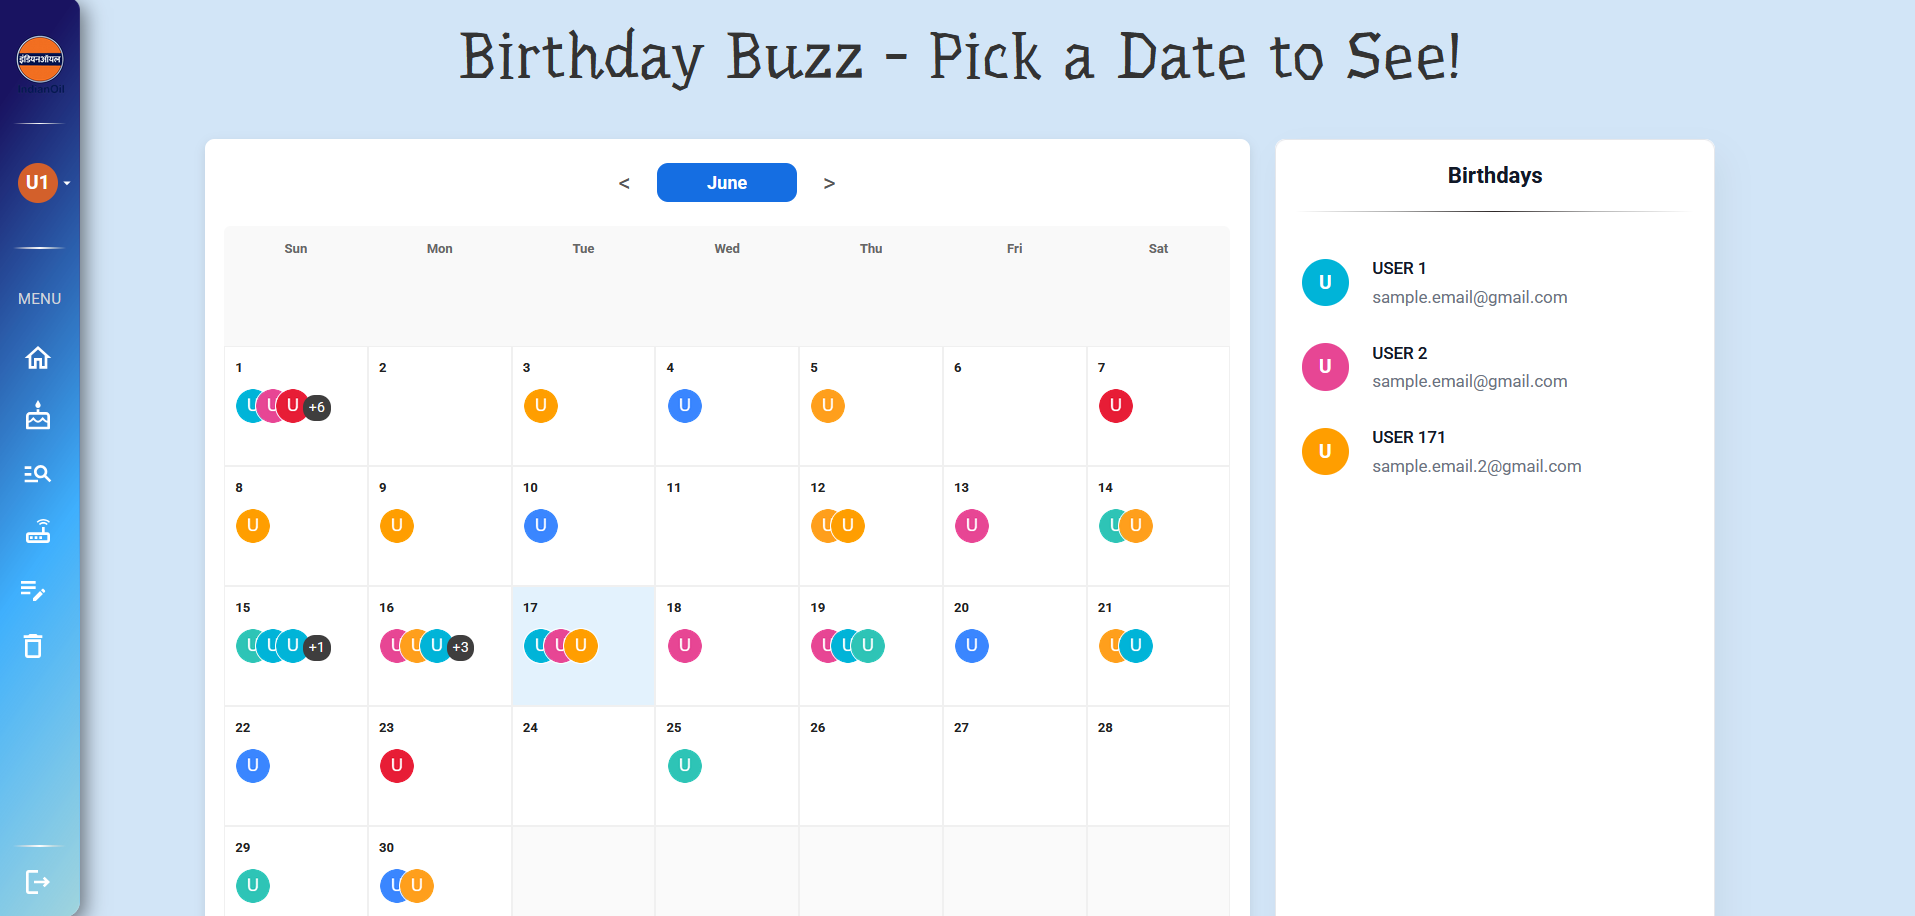 इंडियनऑयल
IndianOil
U1
MENU
Birthday Buzz - Pick a Date to See!
< June >
Sun Mon Tue Wed Thu Fri Sat
1 2 3 4 5 6 7
U U U +6 U U U U
8 9 10 11 12 13 14
U U U U U U U U
15 16 17 18 19 20 21
U U U +1 U U U +3 U U U U U U U U U U
22 23 24 25 26 27 28
U U U
29 30
U U U
Birthdays
U USER 1
sample.email@gmail.com
U USER 2
sample.email@gmail.com
U USER 171
sample.email.2@gmail.com